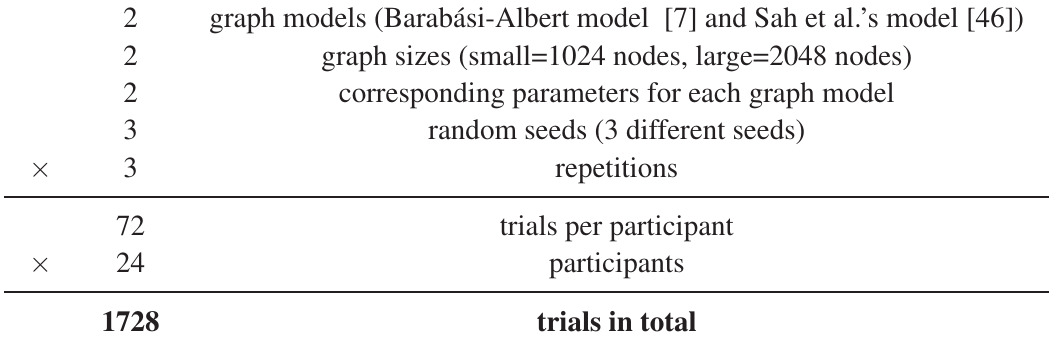 2 graph models (Barabási-Albert model [7] and Sah et al.’s model [46])
2 graph sizes (small=1024 nodes, large=2048 nodes)
2 corresponding parameters for each graph model
3 random seeds (3 different seeds)
× 3 repetitions
72 trials per participant
× 24 participants
1728 trials in total